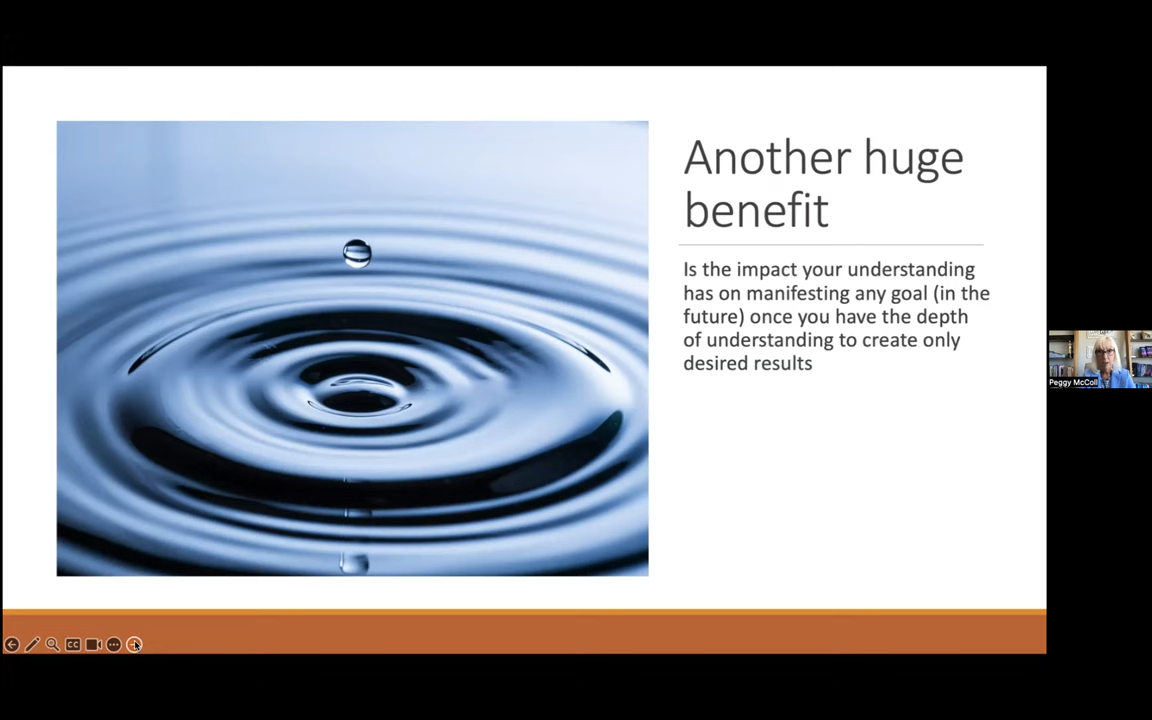 Another huge
benefit
Is the impact your understanding
has on manifesting any goal (in the
future) once you have the depth
of understanding to create only
desired results
Peggy McColl
CC